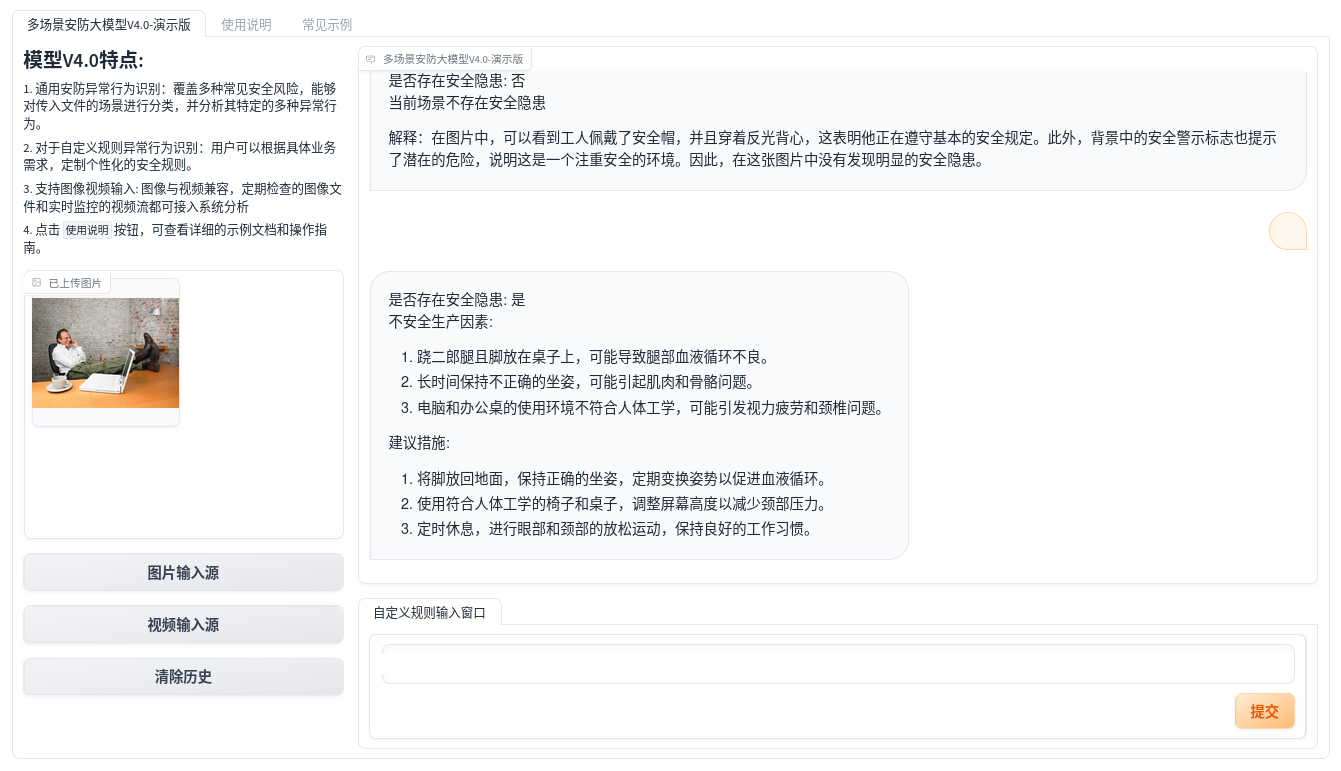 多场景安防大模型V4.0-演示版
使用说明
常见示例
模型V4.0特点:
1. 通用安防异常行为识别：覆盖多种常见安全风险，能够
对传入文件的场景进行分类，并分析其特定的多种异常行
为。
2. 对于自定义规则异常行为识别：用户可以根据具体业务
需求，定制个性化的安全规则。
3. 支持图像视频输入: 图像与视频兼容，定期检查的图像文
件和实时监控的视频流都可接入系统分析
4. 点击 使用说明 按钮，可查看详细的示例文档和操作指
南。
已上传图片
图片输入源
视频输入源
清除历史
多场景安防大模型V4.0-演示版
是否存在安全隐患: 否
当前场景不存在安全隐患
解释：在图片中，可以看到工人佩戴了安全帽，并且穿着反光背心，这表明他正在遵守基本的安全规定。此外，背景中的安全警示标志也提示
了潜在的危险，说明这是一个注重安全的环境。因此，在这张图片中没有发现明显的安全隐患。
是否存在安全隐患: 是
不安全生产因素:
1. 跷二郎腿且脚放在桌子上，可能导致腿部血液循环不良。
2. 长时间保持不正确的坐姿，可能引起肌肉和骨骼问题。
3. 电脑和办公桌的使用环境不符合人体工学，可能引发视力疲劳和颈椎问题。
建议措施:
1. 将脚放回地面，保持正确的坐姿，定期变换姿势以促进血液循环。
2. 使用符合人体工学的椅子和桌子，调整屏幕高度以减少颈部压力。
3. 定时休息，进行眼部和颈部的放松运动，保持良好的工作习惯。
自定义规则输入窗口
提交